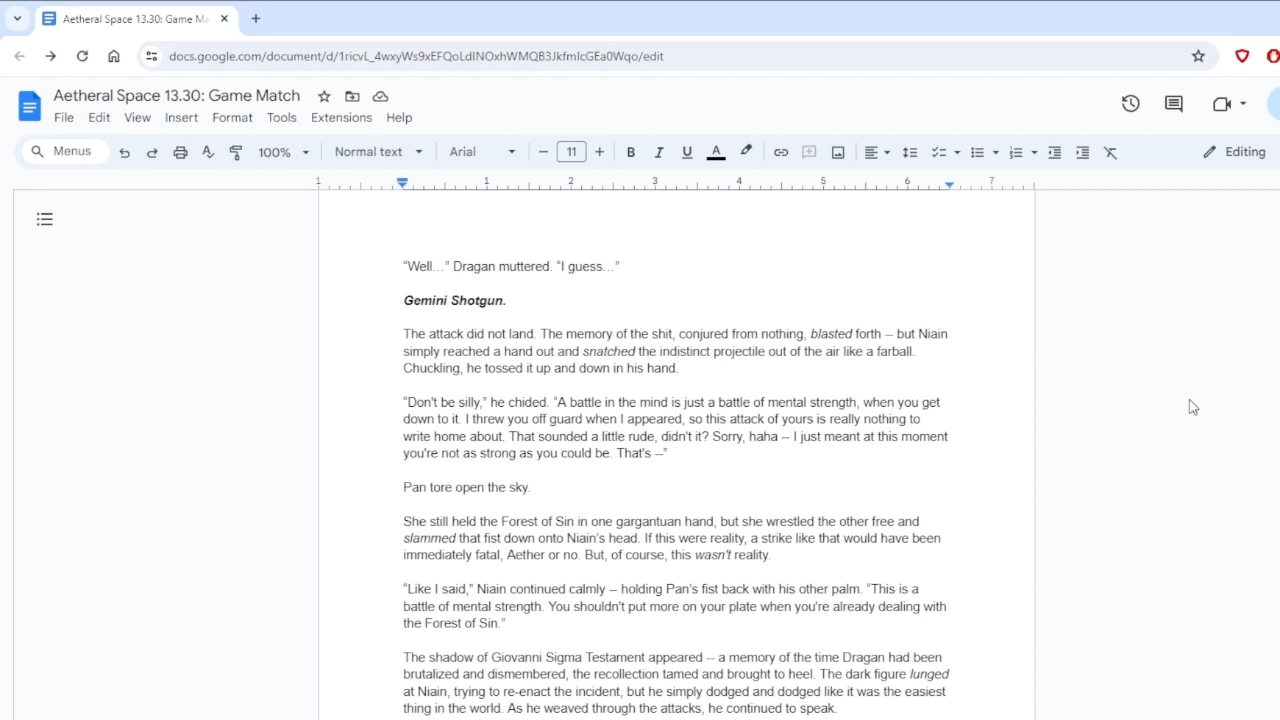 Aetheral Space 13.30: Game Ma
docs.google.com/document/d/1ricvL_4wxyWs9xEFQoLdINOxhWMQB3JkfmIcGEa0Wqo/edit
Aetheral Space 13.30: Game Match
File Edit View Insert Format Tools Extensions Help
Menus 100% Normal text Arial 11 B I U A Editing
1 1 2 3 4 5 6 7
“Well…” Dragan muttered. “I guess…”
Gemini Shotgun.
The attack did not land. The memory of the shit, conjured from nothing, blasted forth -- but Niain
simply reached a hand out and snatched the indistinct projectile out of the air like a farball.
Chuckling, he tossed it up and down in his hand.
“Don't be silly,” he chided. “A battle in the mind is just a battle of mental strength, when you get
down to it. I threw you off guard when I appeared, so this attack of yours is really nothing to
write home about. That sounded a little rude, didn't it? Sorry, haha -- I just meant at this moment
you're not as strong as you could be. That's --”
Pan tore open the sky.
She still held the Forest of Sin in one gargantuan hand, but she wrestled the other free and
slammed that fist down onto Niain's head. If this were reality, a strike like that would have been
immediately fatal, Aether or no. But, of course, this wasn't reality.
“Like I said,” Niain continued calmly -- holding Pan's fist back with his other palm. “This is a
battle of mental strength. You shouldn't put more on your plate when you're already dealing with
the Forest of Sin.”
The shadow of Giovanni Sigma Testament appeared -- a memory of the time Dragan had been
brutalized and dismembered, the recollection tamed and brought to heel. The dark figure lunged
at Niain, trying to re-enact the incident, but he simply dodged and dodged like it was the easiest
thing in the world. As he weaved through the attacks, he continued to speak.